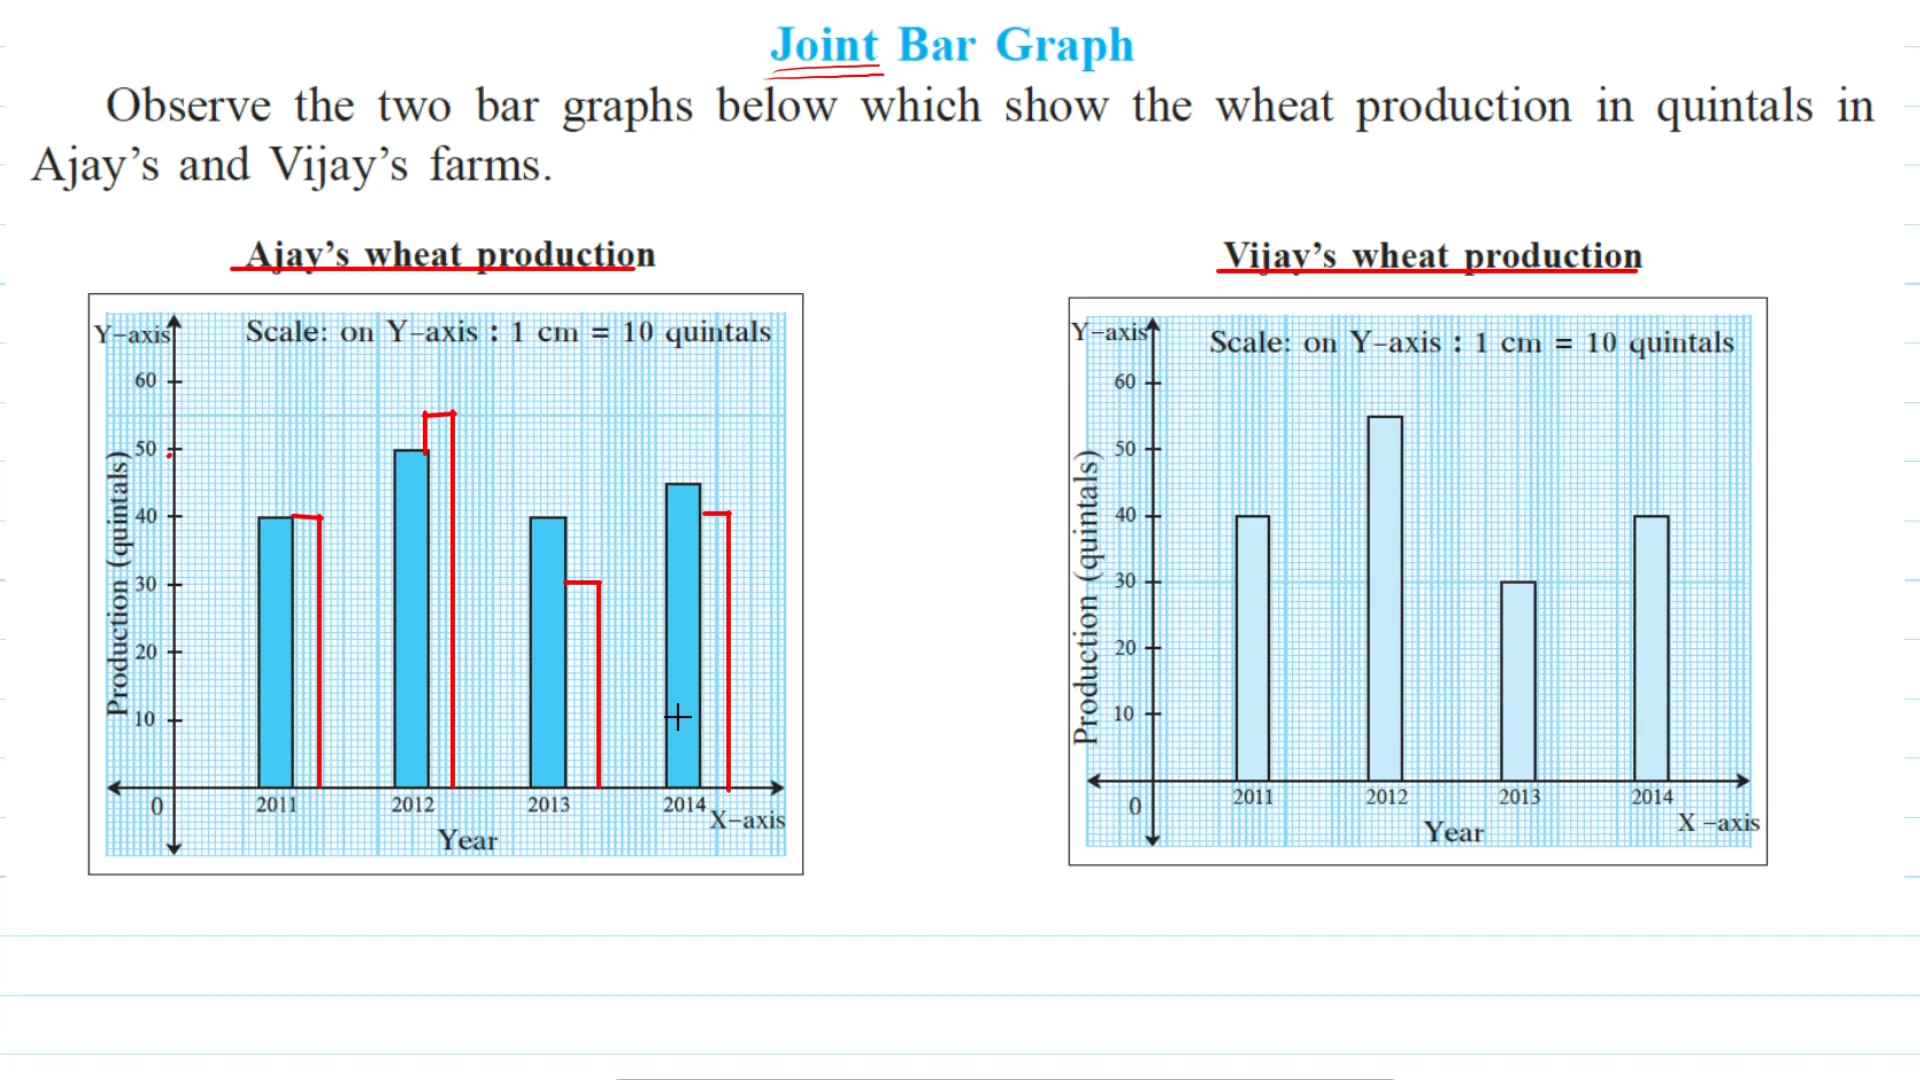 Joint Bar Graph
Observe the two bar graphs below which show the wheat production in quintals in
Ajay’s and Vijay’s farms.
Ajay’s wheat production
Y–axis
Scale: on Y–axis : 1 cm = 10 quintals
60
50
40
30
20
10
0
Production (quintals)
2011 2012 2013 2014
X–axis
Year
Vijay’s wheat production
Y–axis
Scale: on Y–axis : 1 cm = 10 quintals
60
50
40
30
20
10
0
Production (quintals)
2011 2012 2013 2014
X –axis
Year